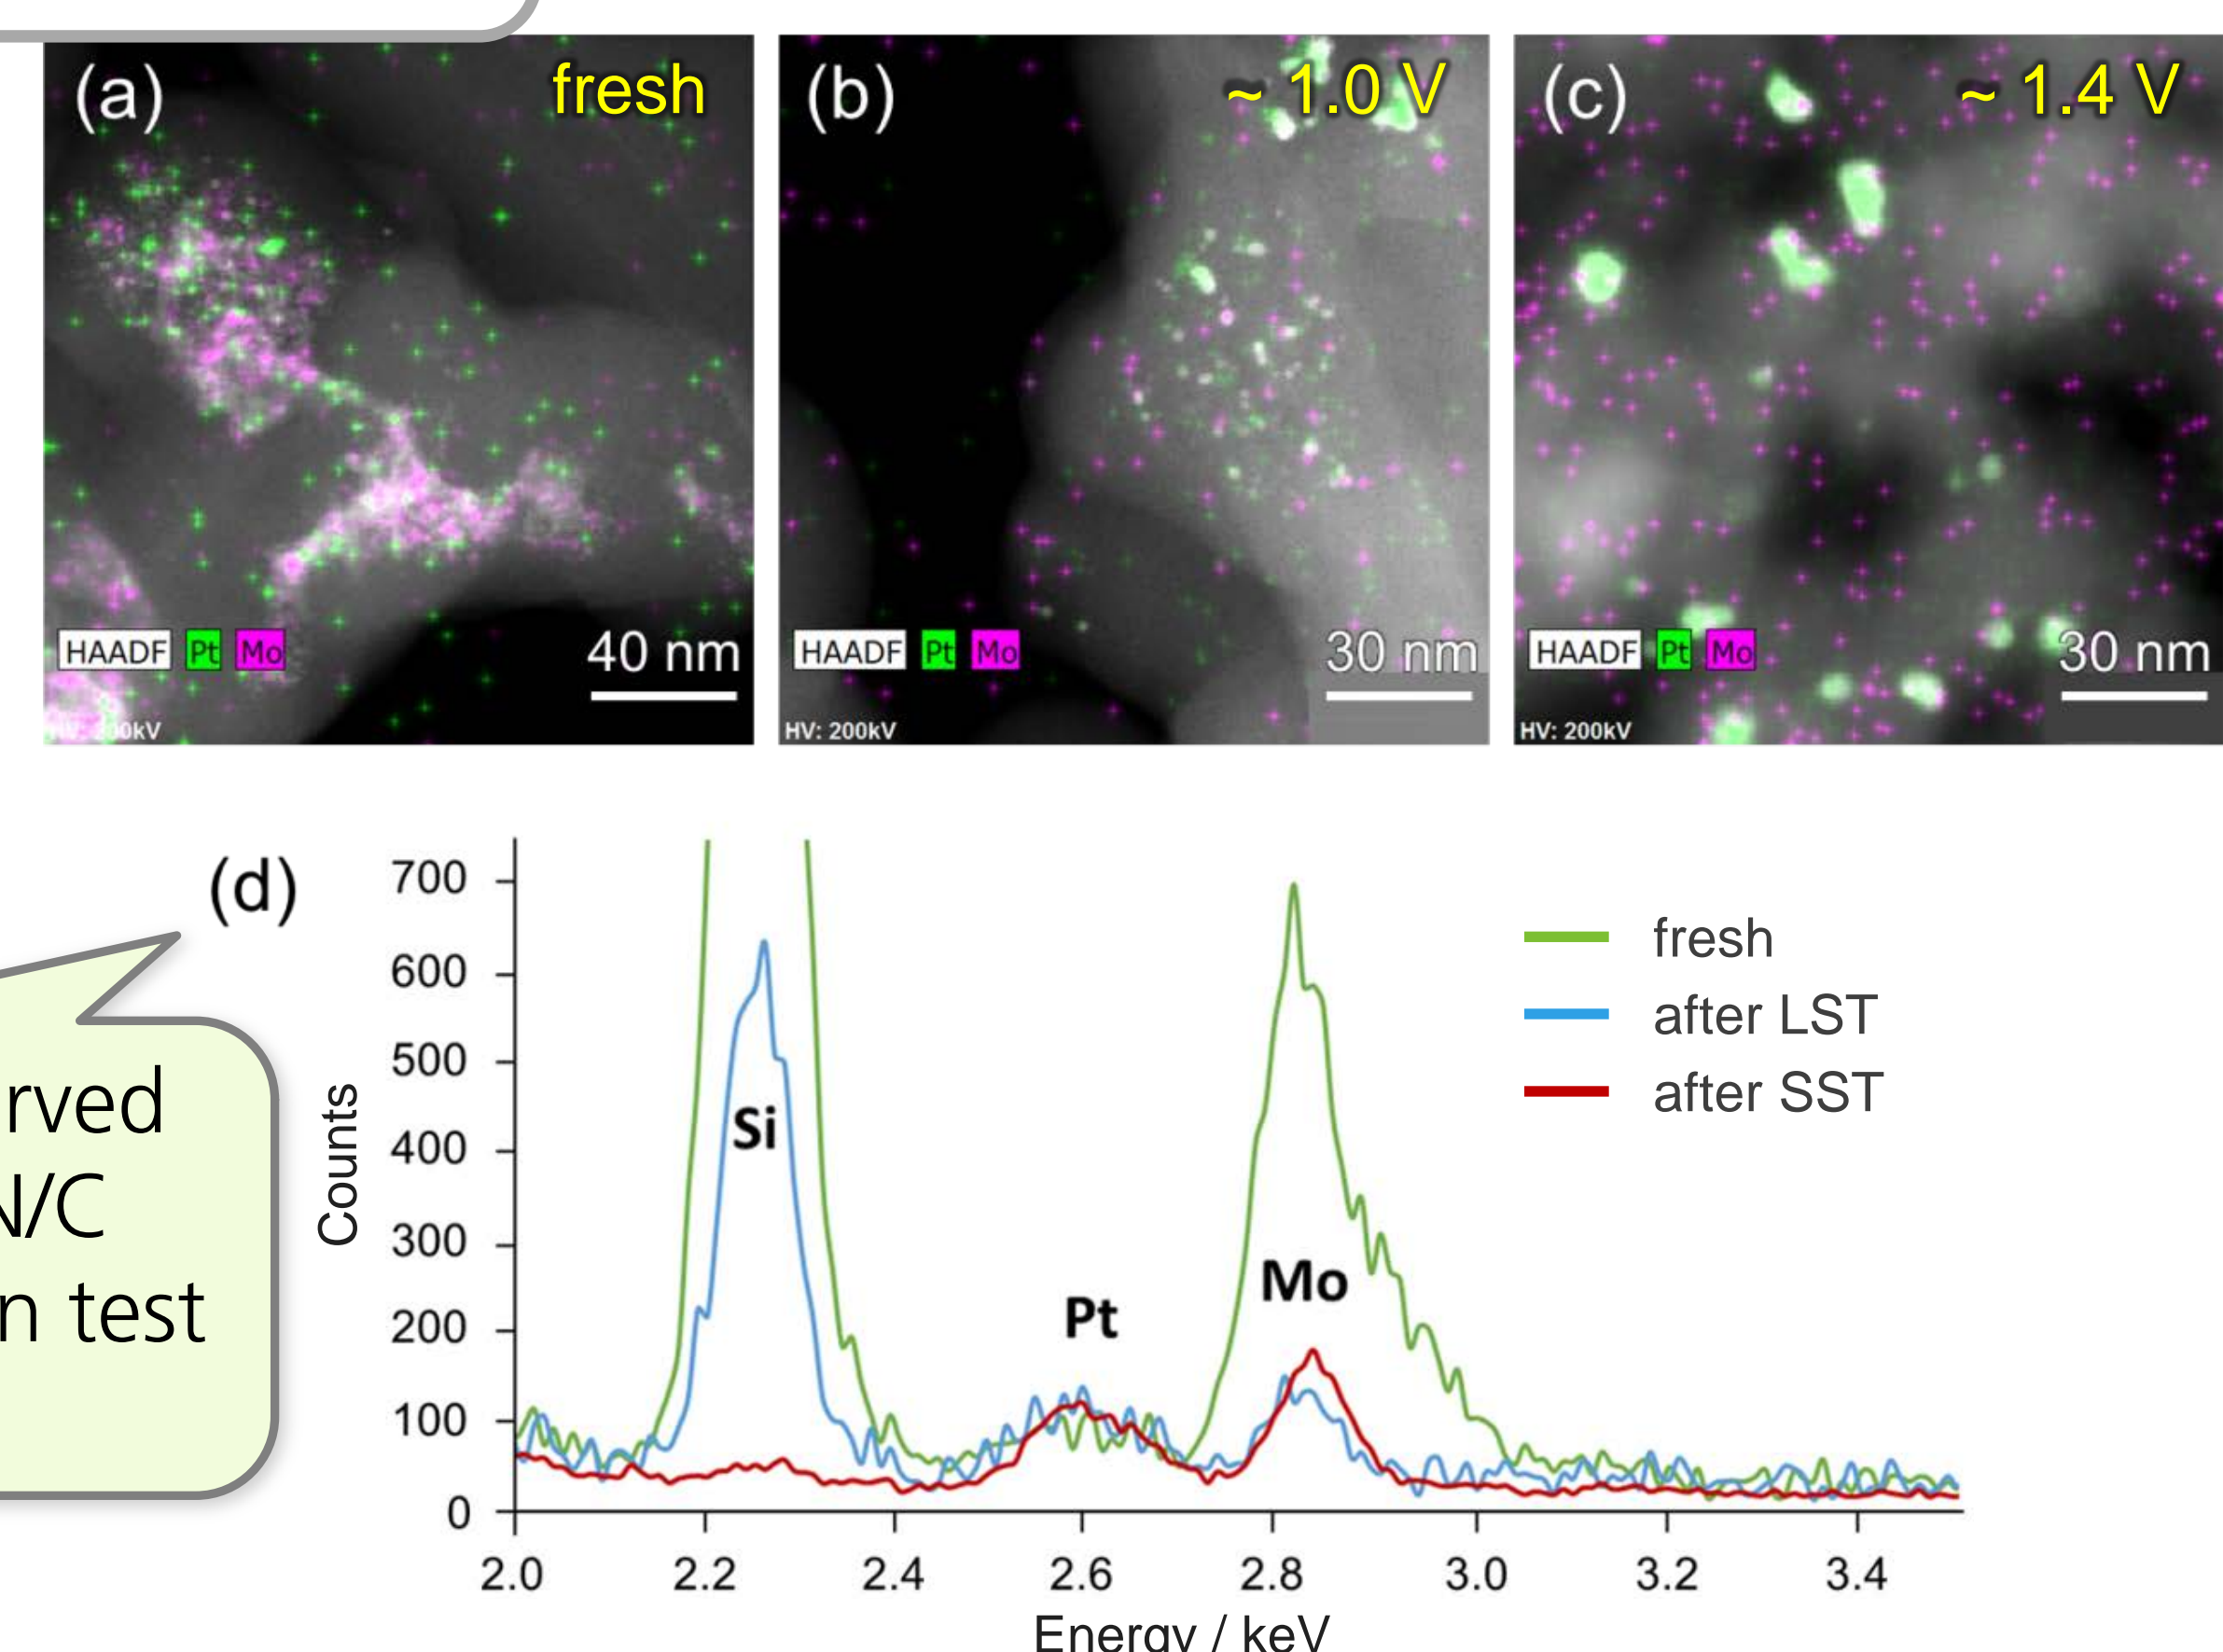 (a) fresh
HAADF Pt Mo 40 nm
HV: 200kV
(b) ~ 1.0 V
HAADF Pt Mo 30 nm
HV: 200kV
(c) ~ 1.4 V
HAADF Pt Mo 30 nm
HV: 200kV
rved
N/C
n test
(d)
Counts
700
600
500
400
300
200
100
0
Si
Pt
Mo
fresh
after LST
after SST
2.0 2.2 2.4 2.6 2.8 3.0 3.2 3.4
Energy / keV